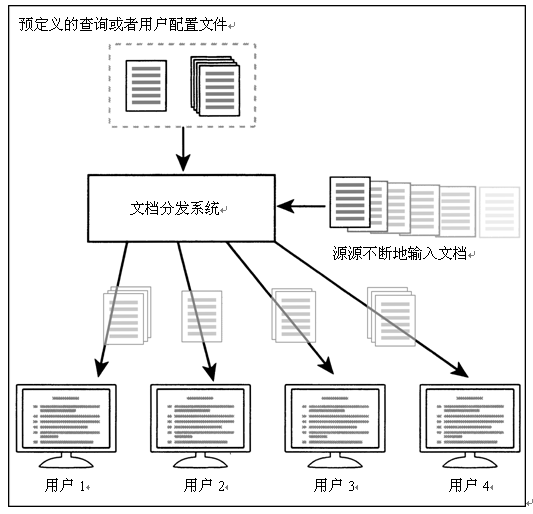 预定义的查询或者用户配置文件
文档分发系统
源源不断地输入文档
用户 1
用户 2
用户 3
用户 4